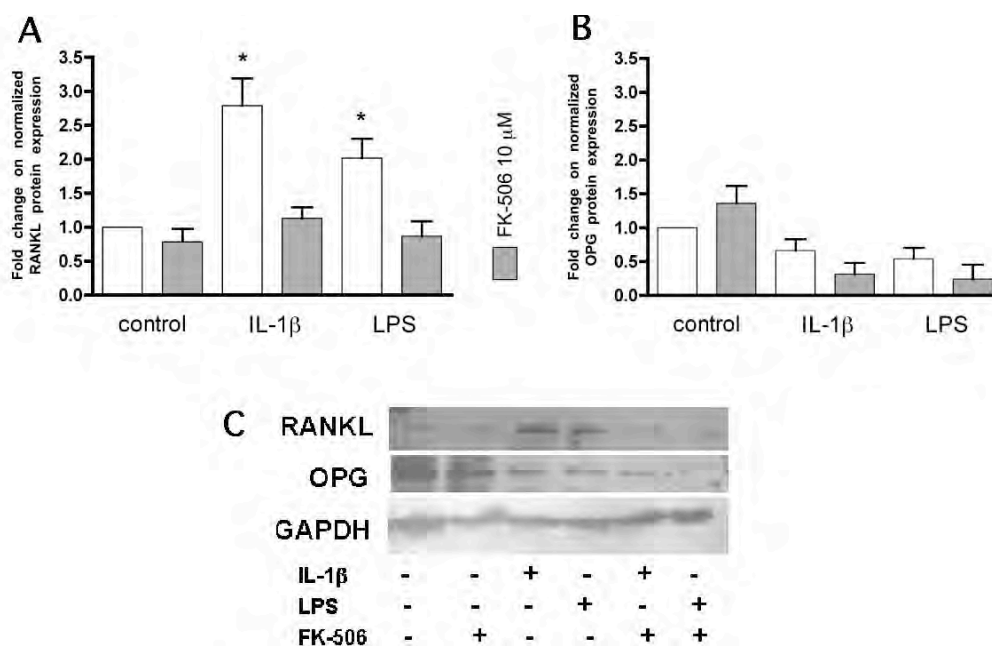 A
Fold change on normalized
RANKL protein expression
3.5
3.0
2.5
2.0
1.5
1.0
0.5
0.0
*
*
control IL-1β LPS
FK-506 10 µM
B
Fold change on normalized
OPG protein expression
3.5
3.0
2.5
2.0
1.5
1.0
0.5
0.0
control IL-1β LPS
C
RANKL
OPG
GAPDH
IL-1β - - + - + -
LPS - - - + - +
FK-506 - + - - + +